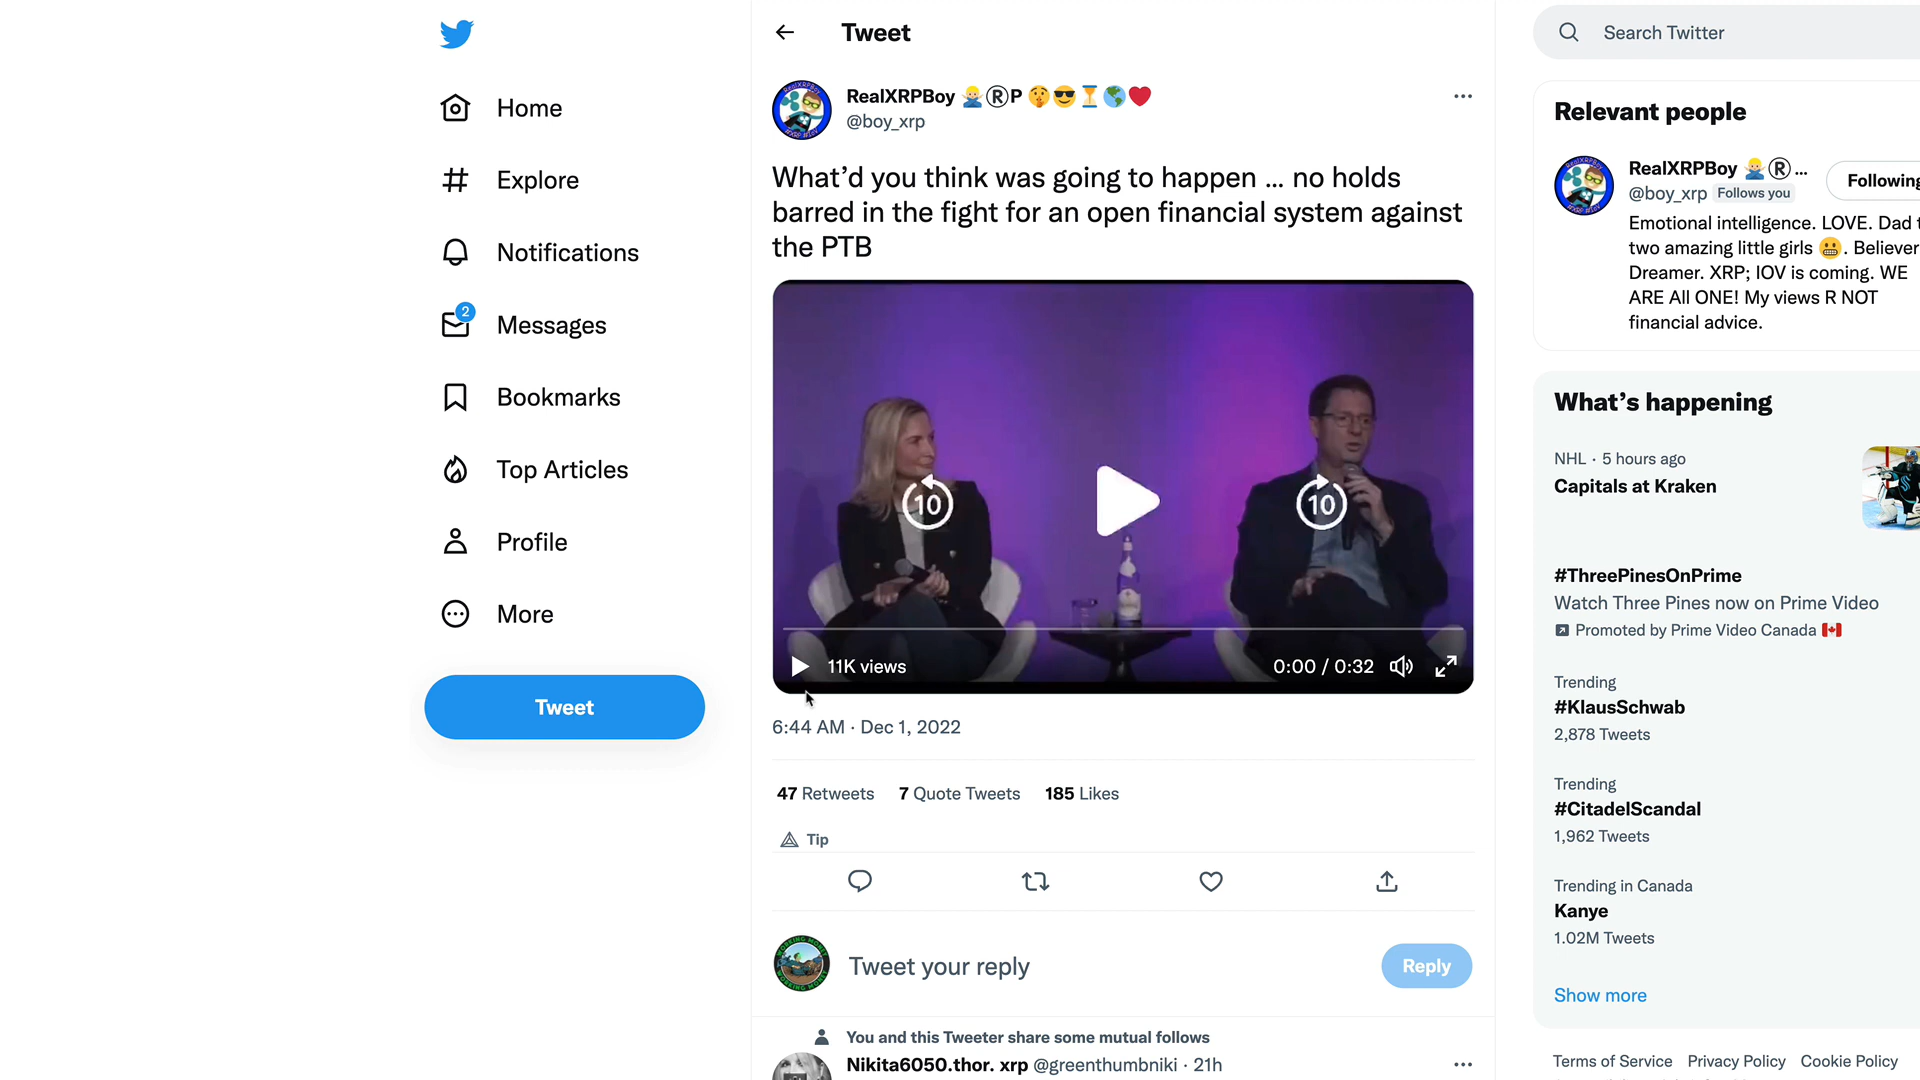 Tweet
Search Twitter
Home
Explore
Notifications
2
Messages
Bookmarks
Top Articles
Profile
More
Tweet
RealXRPBoy 🙅🏼‍♂️ⓇP 🤫😎⏳🌎❤️
@boy_xrp
What’d you think was going to happen … no holds
barred in the fight for an open financial system against
the PTB
10
10
11K views
0:00 / 0:32
6:44 AM · Dec 1, 2022
47 Retweets 7 Quote Tweets 185 Likes
Tip
Tweet your reply
Reply
You and this Tweeter share some mutual follows
Nikita6050.thor. xrp @greenthumbniki · 21h
Relevant people
RealXRPBoy 🙅🏼‍♂️Ⓡ...
Following
@boy_xrp Follows you
Emotional intelligence. LOVE. Dad t
two amazing little girls 😬. Believer
Dreamer. XRP; IOV is coming. WE
ARE All ONE! My views R NOT
financial advice.
What’s happening
NHL · 5 hours ago
Capitals at Kraken
#ThreePinesOnPrime
Watch Three Pines now on Prime Video
Promoted by Prime Video Canada 🇨🇦
Trending
#KlausSchwab
2,878 Tweets
Trending
#CitadelScandal
1,962 Tweets
Trending in Canada
Kanye
1.02M Tweets
Show more
Terms of Service Privacy Policy Cookie Policy